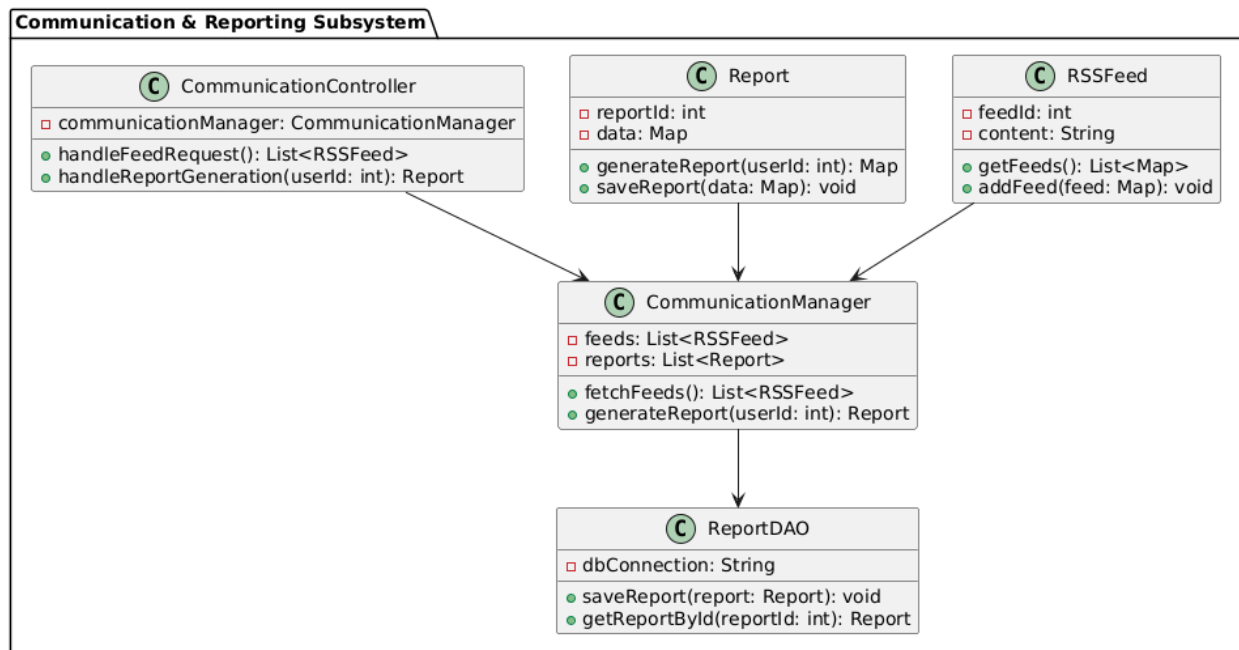 Communication & Reporting Subsystem
C CommunicationController
communicationManager: CommunicationManager
handleFeedRequest(): List<RSSFeed>
handleReportGeneration(userId: int): Report
C Report
reportId: int
data: Map
generateReport(userId: int): Map
saveReport(data: Map): void
C RSSFeed
feedId: int
content: String
getFeeds(): List<Map>
addFeed(feed: Map): void
C CommunicationManager
feeds: List<RSSFeed>
reports: List<Report>
fetchFeeds(): List<RSSFeed>
generateReport(userId: int): Report
C ReportDAO
dbConnection: String
saveReport(report: Report): void
getReportById(reportId: int): Report